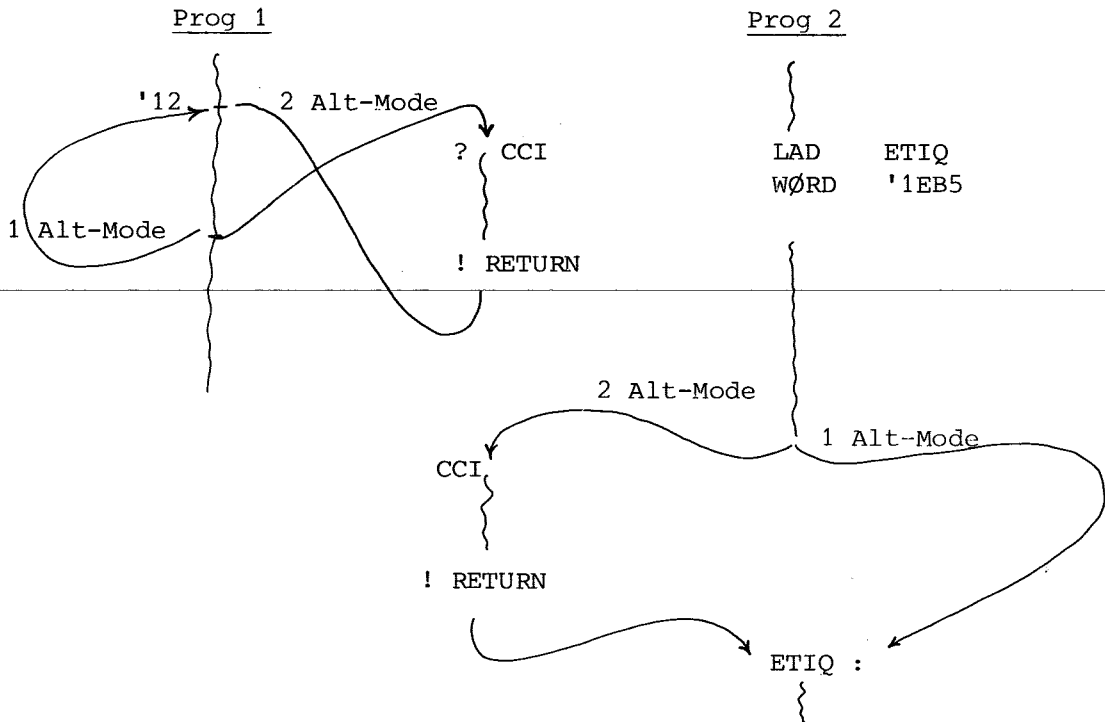 Prog 1
Prog 2
'12
2 Alt-Mode
? CCI
LAD ETIQ
WØRD '1EB5
1 Alt-Mode
! RETURN
2 Alt-Mode
1 Alt-Mode
CCI
! RETURN
ETIQ :